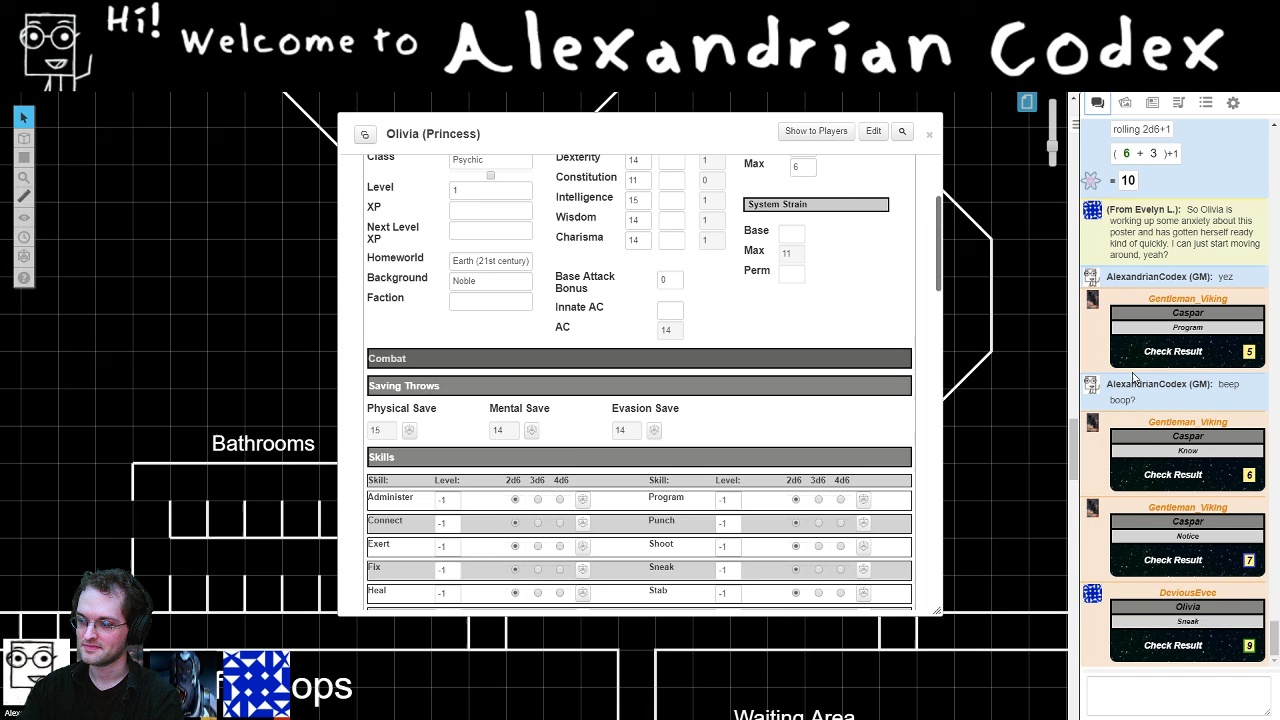 Hi! Welcome to Alexandrian Codex
Olivia (Princess)
Show to Players
Edit
Class
Psychic
Level
1
XP
Next Level
XP
Homeworld
Earth (21st century)
Background
Noble
Faction
Dexterity
14
1
Constitution
11
0
Intelligence
15
1
Wisdom
14
1
Charisma
14
1
Base Attack
Bonus
0
Innate AC
AC
14
Max
6
System Strain
Base
Max
11
Perm
Combat
Saving Throws
Physical Save
Mental Save
Evasion Save
15
14
14
Skills
Skill: Level: 2d6 3d6 4d6 Skill: Level: 2d6 3d6 4d6
Administer -1 Program -1
Connect -1 Punch -1
Exert -1 Shoot -1
Fix -1 Sneak -1
Heal -1 Stab -1
Bathrooms
ops
Waiting Area
rolling 2d6+1
( 6 + 3 )+1
= 10
(From Evelyn L.): So Olivia is
working up some anxiety about this
poster and has gotten herself ready
kind of quickly. I can just start moving
around, yeah?
AlexandrianCodex (GM): yez
Gentleman_Viking
Caspar
Program
Check Result 5
AlexandrianCodex (GM): beep
boop?
Gentleman_Viking
Caspar
Know
Check Result 6
Gentleman_Viking
Caspar
Notice
Check Result 7
DeviousEvee
Olivia
Sneak
Check Result 9